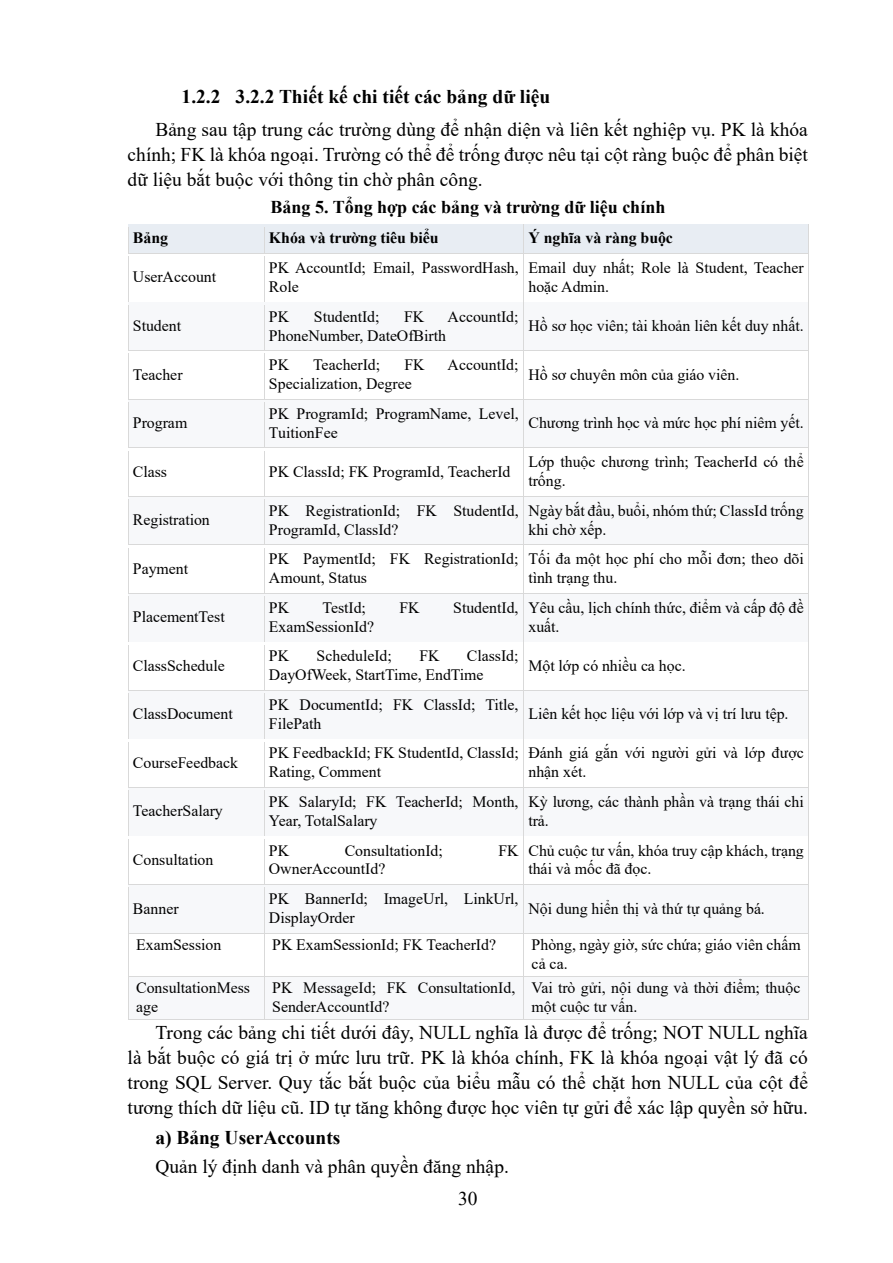 1.2.2 3.2.2 Thiết kế chi tiết các bảng dữ liệu
Bảng sau tập trung các trường dùng để nhận diện và liên kết nghiệp vụ. PK là khóa
chính; FK là khóa ngoại. Trường có thể để trống được nêu tại cột ràng buộc để phân biệt
dữ liệu bắt buộc với thông tin chờ phân công.
Bảng 5. Tổng hợp các bảng và trường dữ liệu chính
Bảng Khóa và trường tiêu biểu Ý nghĩa và ràng buộc
UserAccount
PK AccountId; Email, PasswordHash,
Role
Email duy nhất; Role là Student, Teacher
hoặc Admin.
Student
PK StudentId; FK AccountId;
PhoneNumber, DateOfBirth
Hồ sơ học viên; tài khoản liên kết duy nhất.
Teacher
PK TeacherId; FK AccountId;
Specialization, Degree
Hồ sơ chuyên môn của giáo viên.
Program
PK ProgramId; ProgramName, Level,
TuitionFee
Chương trình học và mức học phí niêm yết.
Class
PK ClassId; FK ProgramId, TeacherId
Lớp thuộc chương trình; TeacherId có thể
trống.
Registration
PK RegistrationId; FK StudentId,
ProgramId, ClassId?
Ngày bắt đầu, buổi, nhóm thứ; ClassId trống
khi chờ xếp.
Payment
PK PaymentId; FK RegistrationId;
Amount, Status
Tối đa một học phí cho mỗi đơn; theo dõi
tình trạng thu.
PlacementTest
PK TestId; FK StudentId,
ExamSessionId?
Yêu cầu, lịch chính thức, điểm và cấp độ đề
xuất.
ClassSchedule
PK ScheduleId; FK ClassId;
DayOfWeek, StartTime, EndTime
Một lớp có nhiều ca học.
ClassDocument
PK DocumentId; FK ClassId; Title,
FilePath
Liên kết học liệu với lớp và vị trí lưu tệp.
CourseFeedback
PK FeedbackId; FK StudentId, ClassId;
Rating, Comment
Đánh giá gắn với người gửi và lớp được
nhận xét.
TeacherSalary
PK SalaryId; FK TeacherId; Month,
Year, TotalSalary
Kỳ lương, các thành phần và trạng thái chi
trả.
Consultation
PK ConsultationId; FK
OwnerAccountId?
Chủ cuộc tư vấn, khóa truy cập khách, trạng
thái và mốc đã đọc.
Banner
PK BannerId; ImageUrl, LinkUrl,
DisplayOrder
Nội dung hiển thị và thứ tự quảng bá.
ExamSession
PK ExamSessionId; FK TeacherId?
Phòng, ngày giờ, sức chứa; giáo viên chấm
cả ca.
ConsultationMess
age
PK MessageId; FK ConsultationId,
SenderAccountId?
Vai trò gửi, nội dung và thời điểm; thuộc
một cuộc tư vấn.
Trong các bảng chi tiết dưới đây, NULL nghĩa là được để trống; NOT NULL nghĩa
là bắt buộc có giá trị ở mức lưu trữ. PK là khóa chính, FK là khóa ngoại vật lý đã có
trong SQL Server. Quy tắc bắt buộc của biểu mẫu có thể chặt hơn NULL của cột để
tương thích dữ liệu cũ. ID tự tăng không được học viên tự gửi để xác lập quyền sở hữu.
a) Bảng UserAccounts
Quản lý định danh và phân quyền đăng nhập.
30